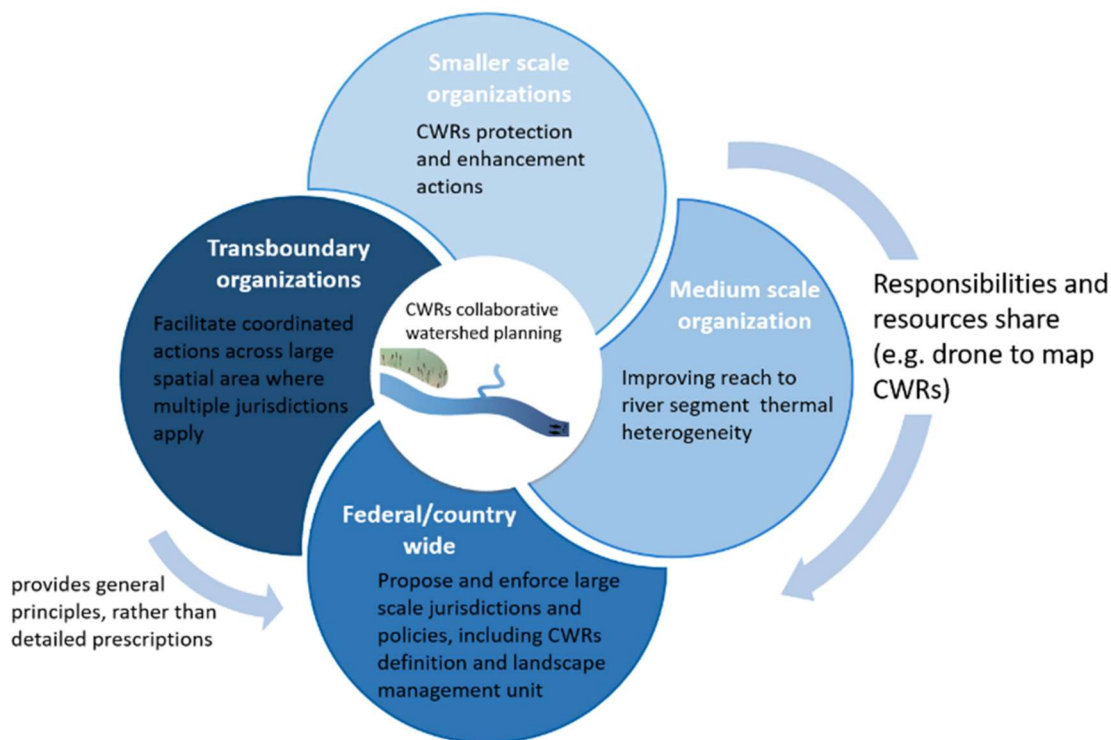 Smaller scale
organizations
CWRs protection
and enhancement
actions
Transboundary
organizations
Facilitate coordinated
actions across large
spatial area where
multiple jurisdictions
apply
CWRs collaborative
watershed planning
Medium scale
organization
Improving reach to
river segment thermal
heterogeneity
Responsibilities and
resources share
(e.g. drone to map
CWRs)
Federal/country
wide
Propose and enforce large
scale jurisdictions and
policies, including CWRs
definition and landscape
management unit
provides general
principles, rather than
detailed prescriptions